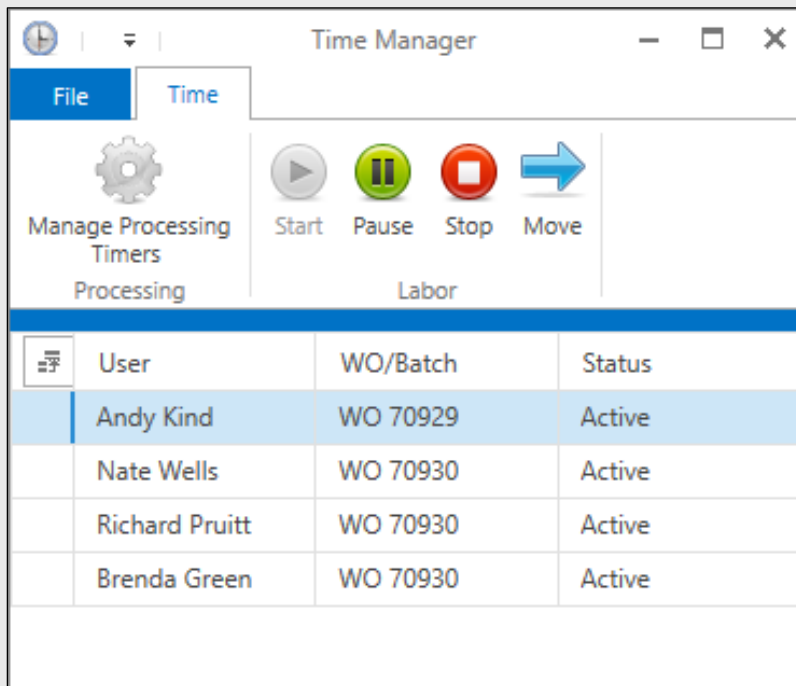 Time Manager
File Time
Manage Processing Timers
Start Pause Stop Move
Processing Labor
User WO/Batch Status
Andy Kind WO 70929 Active
Nate Wells WO 70930 Active
Richard Pruitt WO 70930 Active
Brenda Green WO 70930 Active